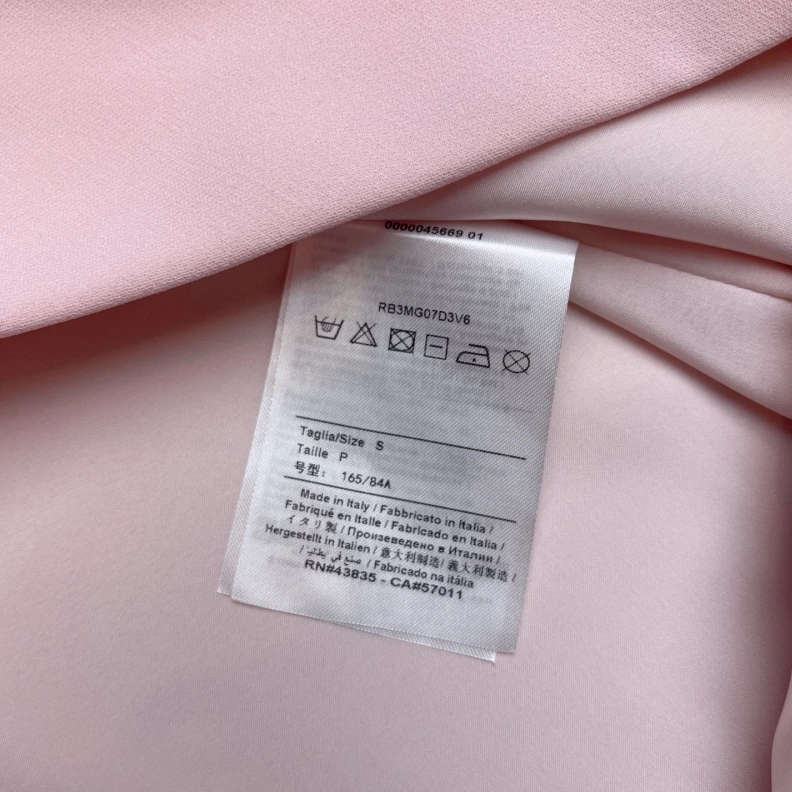 0000045669 01
RB3MG07D3V6
Taglia/Size S
Taille P
号型: 165/84A
Made in Italy / Fabbricato in Italia /
Fabriqué en Italie / Fabricado en Italia /
イタリ製 / Произеведено в Италии /
Hergestellt in Italien / 意大利制造/ 義大利製造 /
/ صنع في يطاليا / Fabricado na itália
RN#43835 - CA#57011